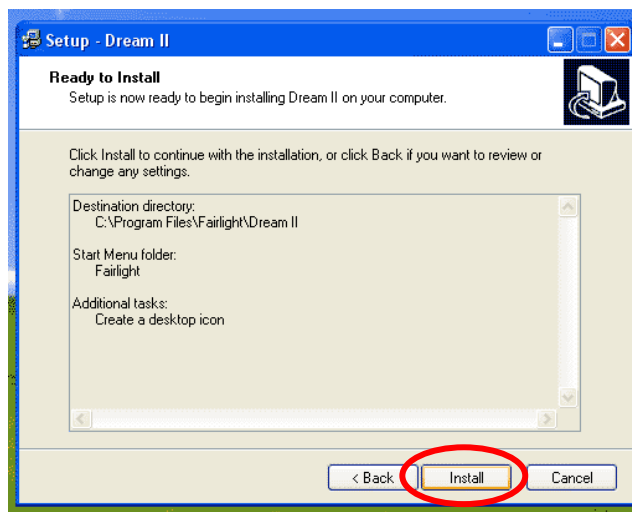 Setup - Dream II
Ready to Install
Setup is now ready to begin installing Dream II on your computer.
Click Install to continue with the installation, or click Back if you want to review or
change any settings.
Destination directory:
C:\Program Files\Fairlight\Dream II
Start Menu folder:
Fairlight
Additional tasks:
Create a desktop icon
< Back Install Cancel